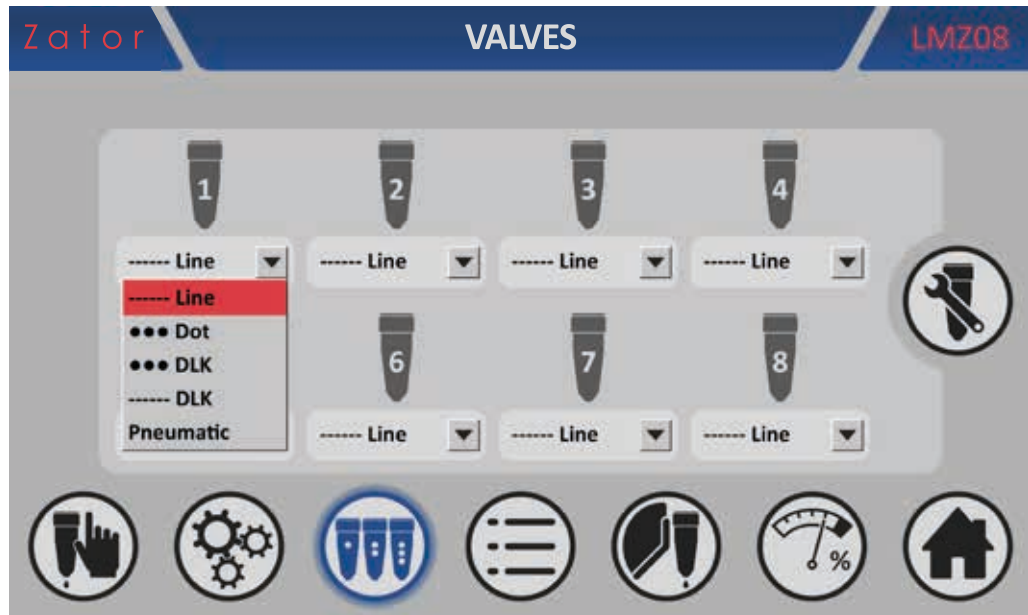 Zator VALVES LMZ08
1 2 3 4
------ Line ------ Line ------ Line ------ Line
------ Line
●●● Dot
●●● DLK
------ DLK
Pneumatic
6 7 8
------ Line ------ Line ------ Line
%